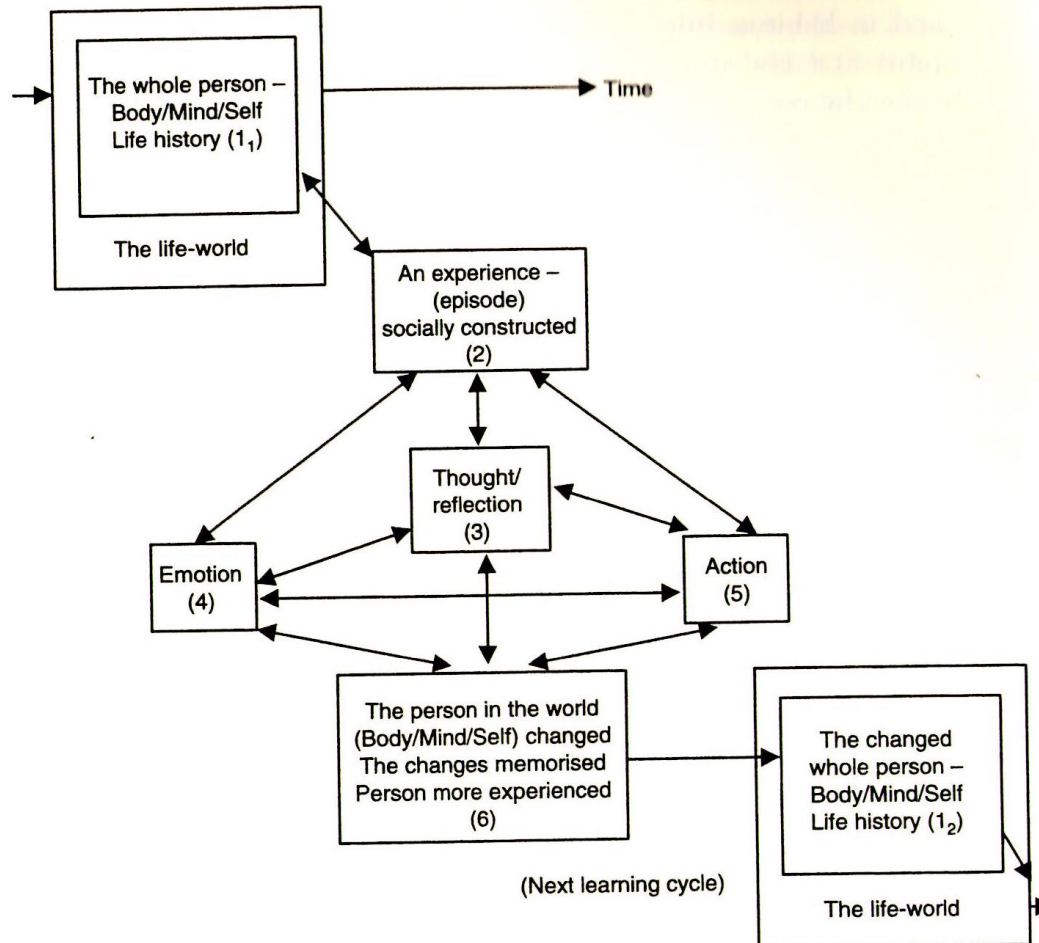 The whole person –
Body/Mind/Self
Life history (1₁)
Time
The life-world
An experience –
(episode)
socially constructed
(2)
Thought/
reflection
(3)
Emotion
(4)
Action
(5)
The person in the world
(Body/Mind/Self) changed
The changes memorised
Person more experienced
(6)
The changed
whole person –
Body/Mind/Self
Life history (1₂)
(Next learning cycle)
The life-world